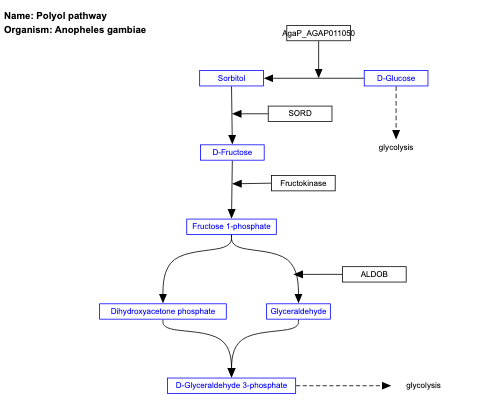 Name: Polyol pathway
Organism: Anopheles gambiae
AgaP_AGAP011050
Sorbitol
D-Glucose
SORD
glycolysis
D-Fructose
Fructokinase
Fructose 1-phosphate
ALDOB
Dihydroxyacetone phosphate
Glyceraldehyde
D-Glyceraldehyde 3-phosphate
glycolysis